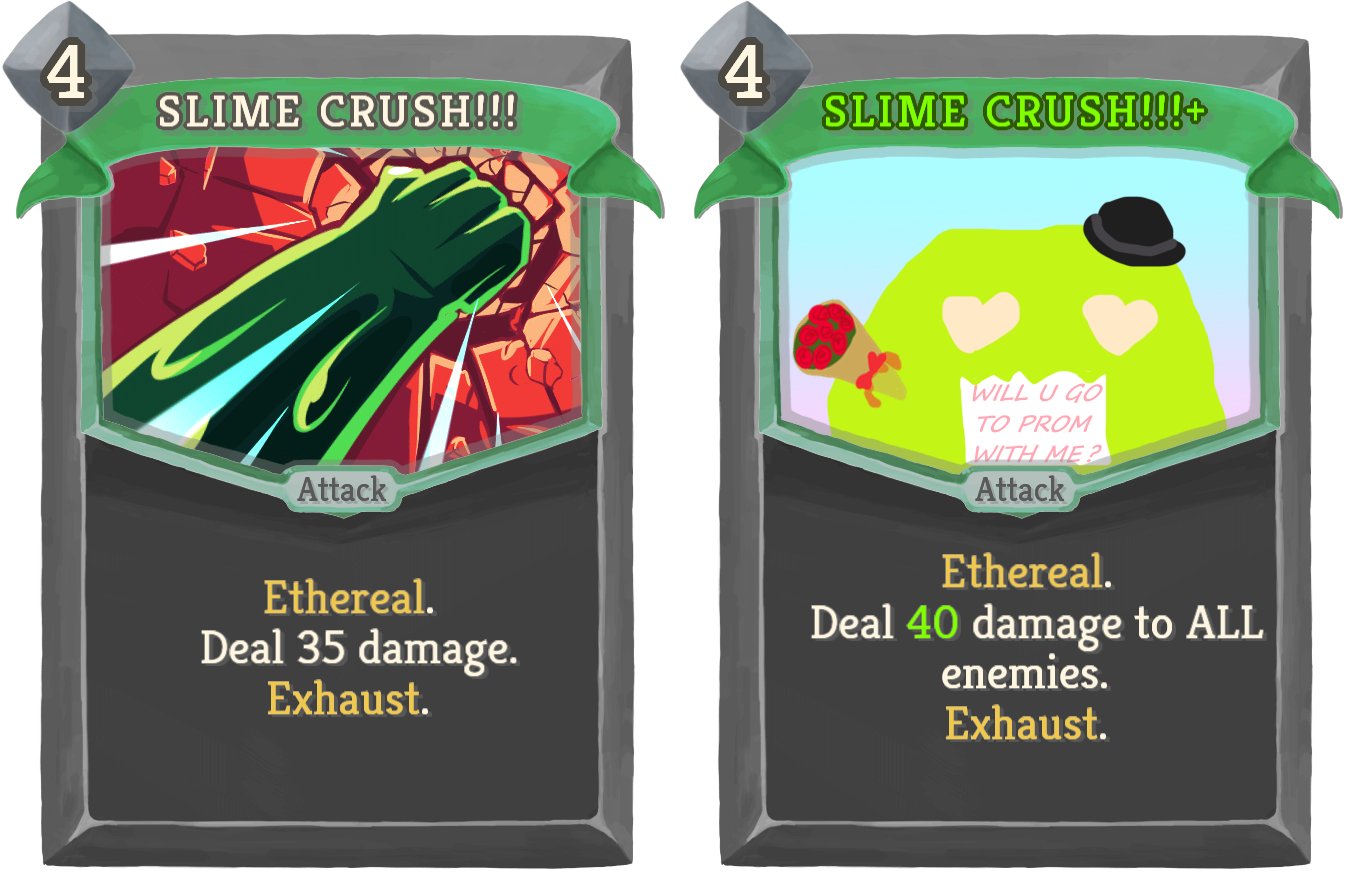 4
SLIME CRUSH!!!
Attack
Ethereal.
Deal 35 damage.
Exhaust.
4
SLIME CRUSH!!!+
WILL U GO
TO PROM
WITH ME?
Attack
Ethereal.
Deal 40 damage to ALL
enemies.
Exhaust.